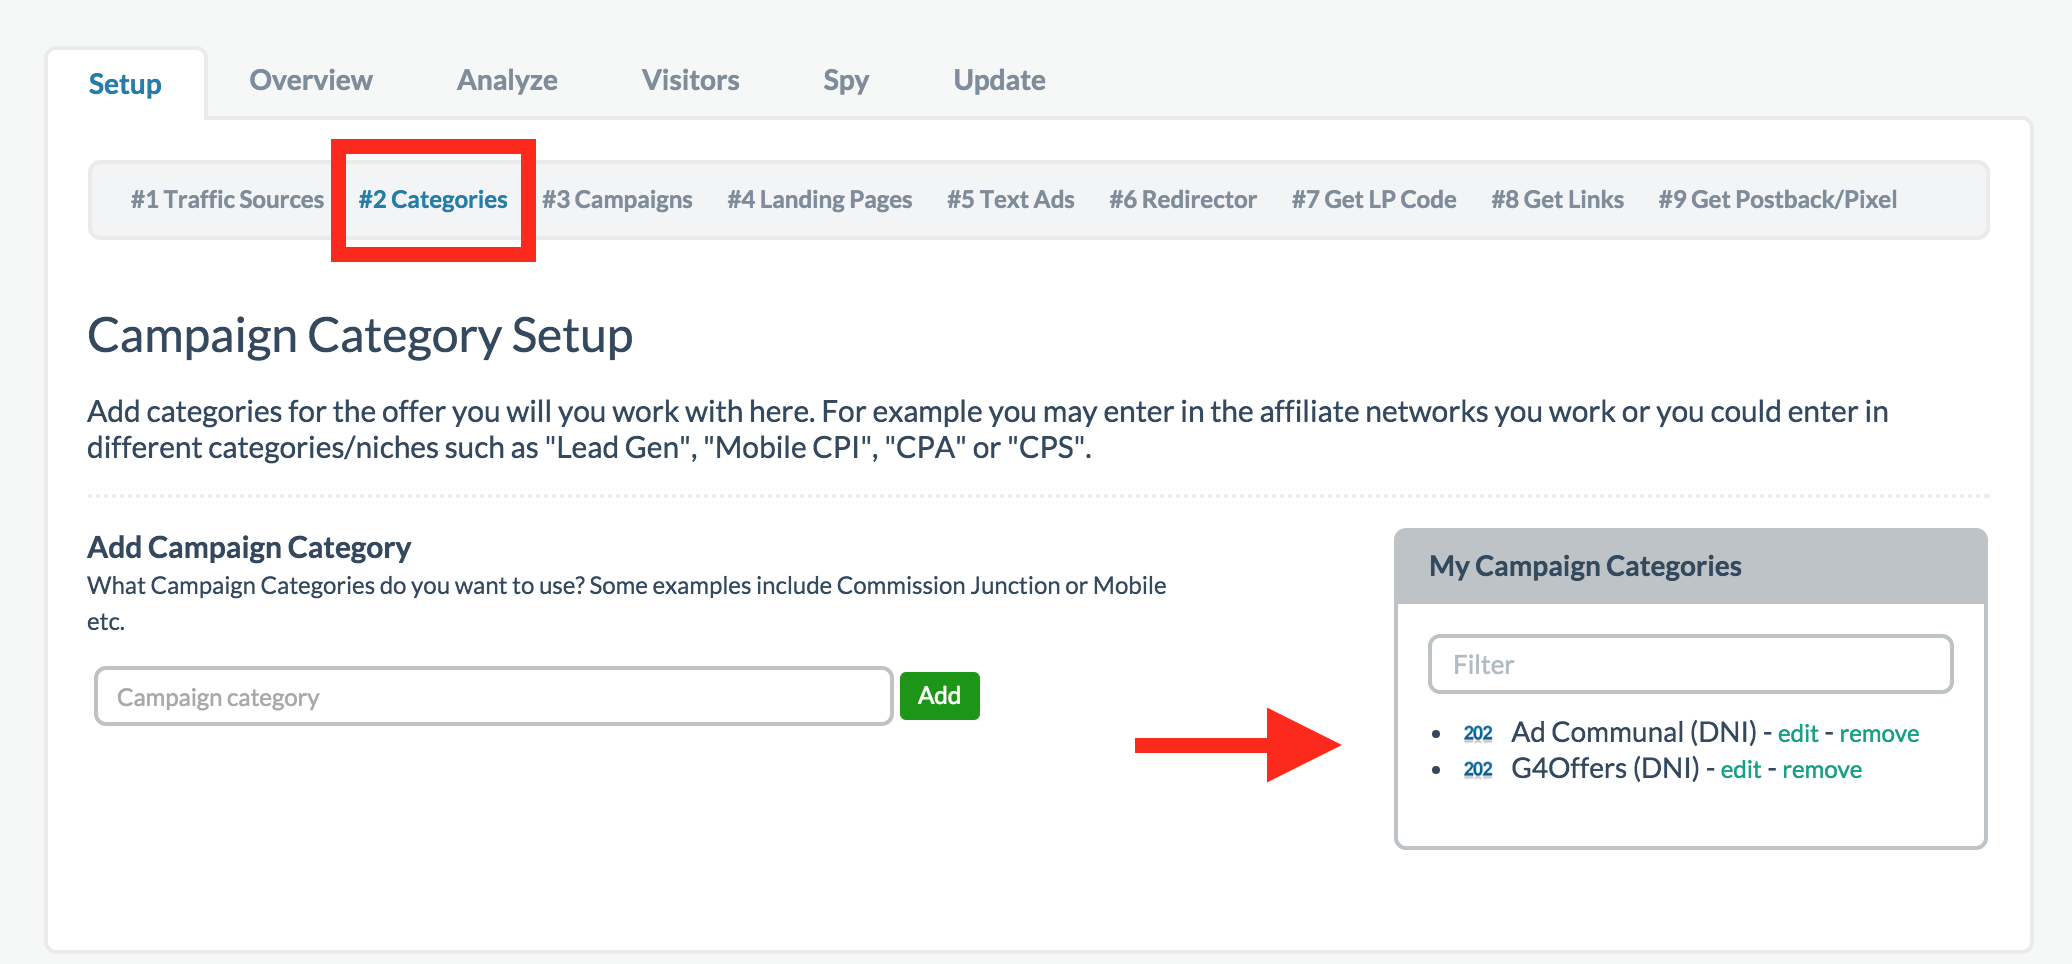 Setup Overview Analyze Visitors Spy Update
#1 Traffic Sources #2 Categories #3 Campaigns #4 Landing Pages #5 Text Ads #6 Redirector #7 Get LP Code #8 Get Links #9 Get Postback/Pixel
Campaign Category Setup
Add categories for the offer you will you work with here. For example you may enter in the affiliate networks you work or you could enter in
different categories/niches such as "Lead Gen", "Mobile CPI", "CPA" or "CPS".
Add Campaign Category
What Campaign Categories do you want to use? Some examples include Commission Junction or Mobile
etc.
Campaign category Add
My Campaign Categories
Filter
• 202 Ad Communal (DNI) - edit - remove
• 202 G4Offers (DNI) - edit - remove